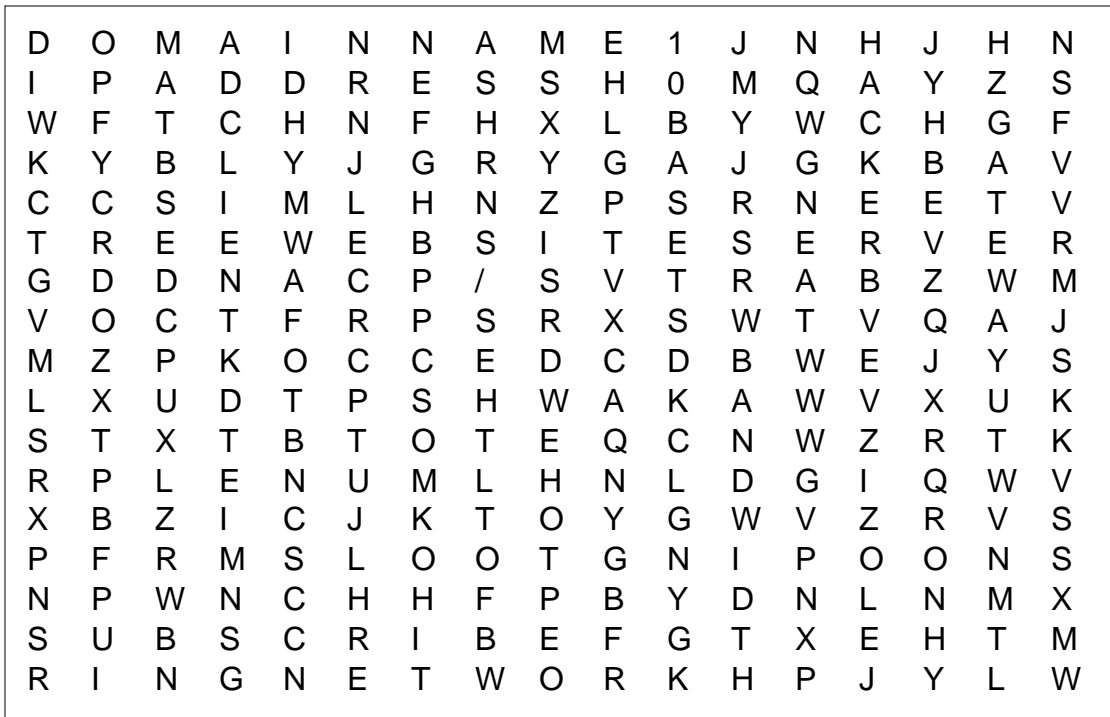 D O M A I N N A M E 1 J N H J H N
I P A D D R E S S H 0 M Q A Y Z S
W F T C H N F H X L B Y W C H G F
K Y B L Y J G R Y G A J G K B A V
C C S I M L H N Z P S R N E E T V
T R E E W E B S I T E S E R V E R
G D D N A C P / S V T R A B Z W M
V O C T F R P S R X S W T V Q A J
M Z P K O C C E D C D B W E J Y S
L X U D T P S H W A K A W V X U K
S T X T B T O T E Q C N W Z R T K
R P L E N U M L H N L D G I Q W V
X B Z I C J K T O Y G W V Z R V S
P F R M S L O O T G N I P O O N S
N P W N C H H F P B Y D N L N M X
S U B S C R I B E F G T X E H T M
R I N G N E T W O R K H P J Y L W